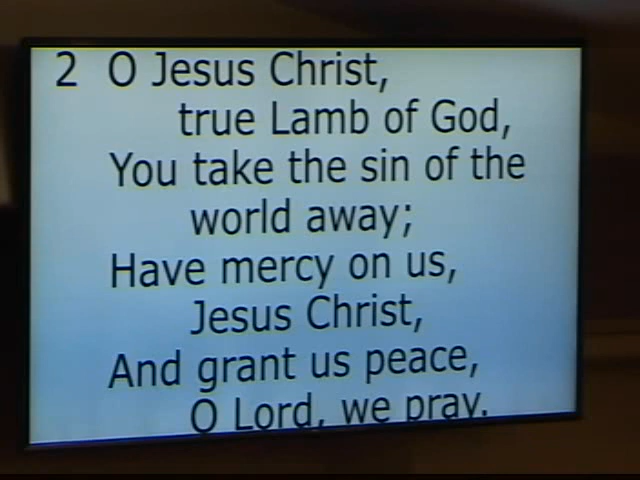 2 O Jesus Christ,
true Lamb of God,
You take the sin of the
world away;
Have mercy on us,
Jesus Christ,
And grant us peace,
O Lord, we pray.